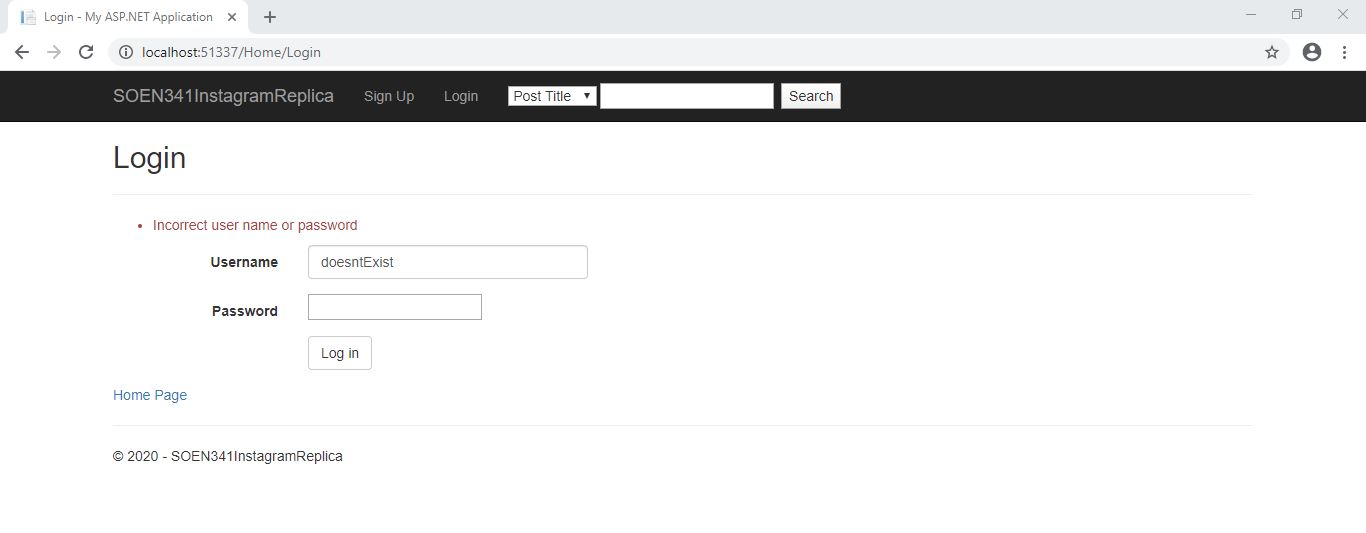 Login - My ASP.NET Application
localhost:51337/Home/Login
SOEN341InstagramReplica Sign Up Login Post Title Search
Login
Incorrect user name or password
Username doesntExist
Password
Log in
Home Page
© 2020 - SOEN341InstagramReplica